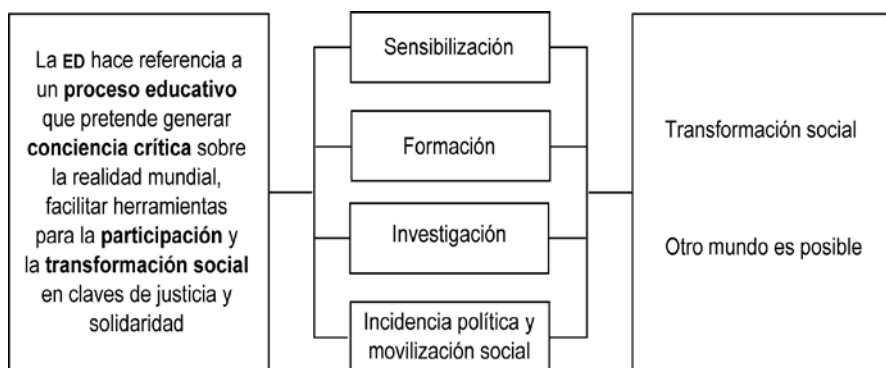 La ED hace referencia a
un proceso educativo
que pretende generar
conciencia crítica sobre
la realidad mundial,
facilitar herramientas
para la participación y
la transformación social
en claves de justicia y
solidaridad
Sensibilización
Formación
Investigación
Incidencia política y
movilización social
Transformación social
Otro mundo es posible